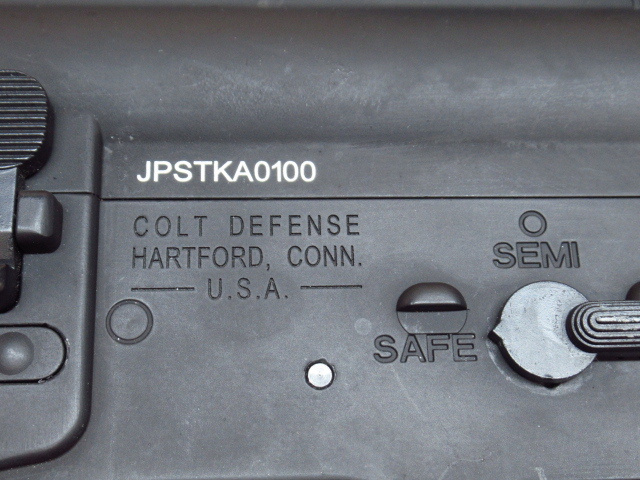 JPSTKA0100
COLT DEFENSE
HARTFORD, CONN.
U.S.A.
SEMI
SAFE